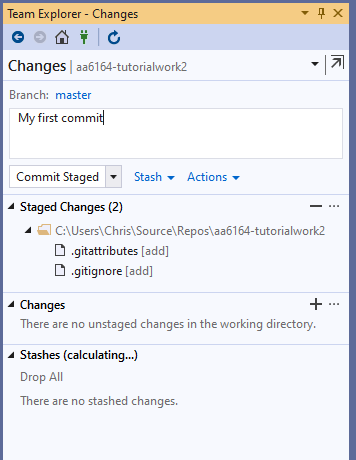 Team Explorer - Changes
Changes | aa6164-tutorialwork2
Branch: master
My first commit
Commit Staged Stash Actions
Staged Changes (2)
C:\Users\Chris\Source\Repos\aa6164-tutorialwork2
.gitattributes [add]
.gitignore [add]
Changes
There are no unstaged changes in the working directory.
Stashes (calculating...)
Drop All
There are no stashed changes.